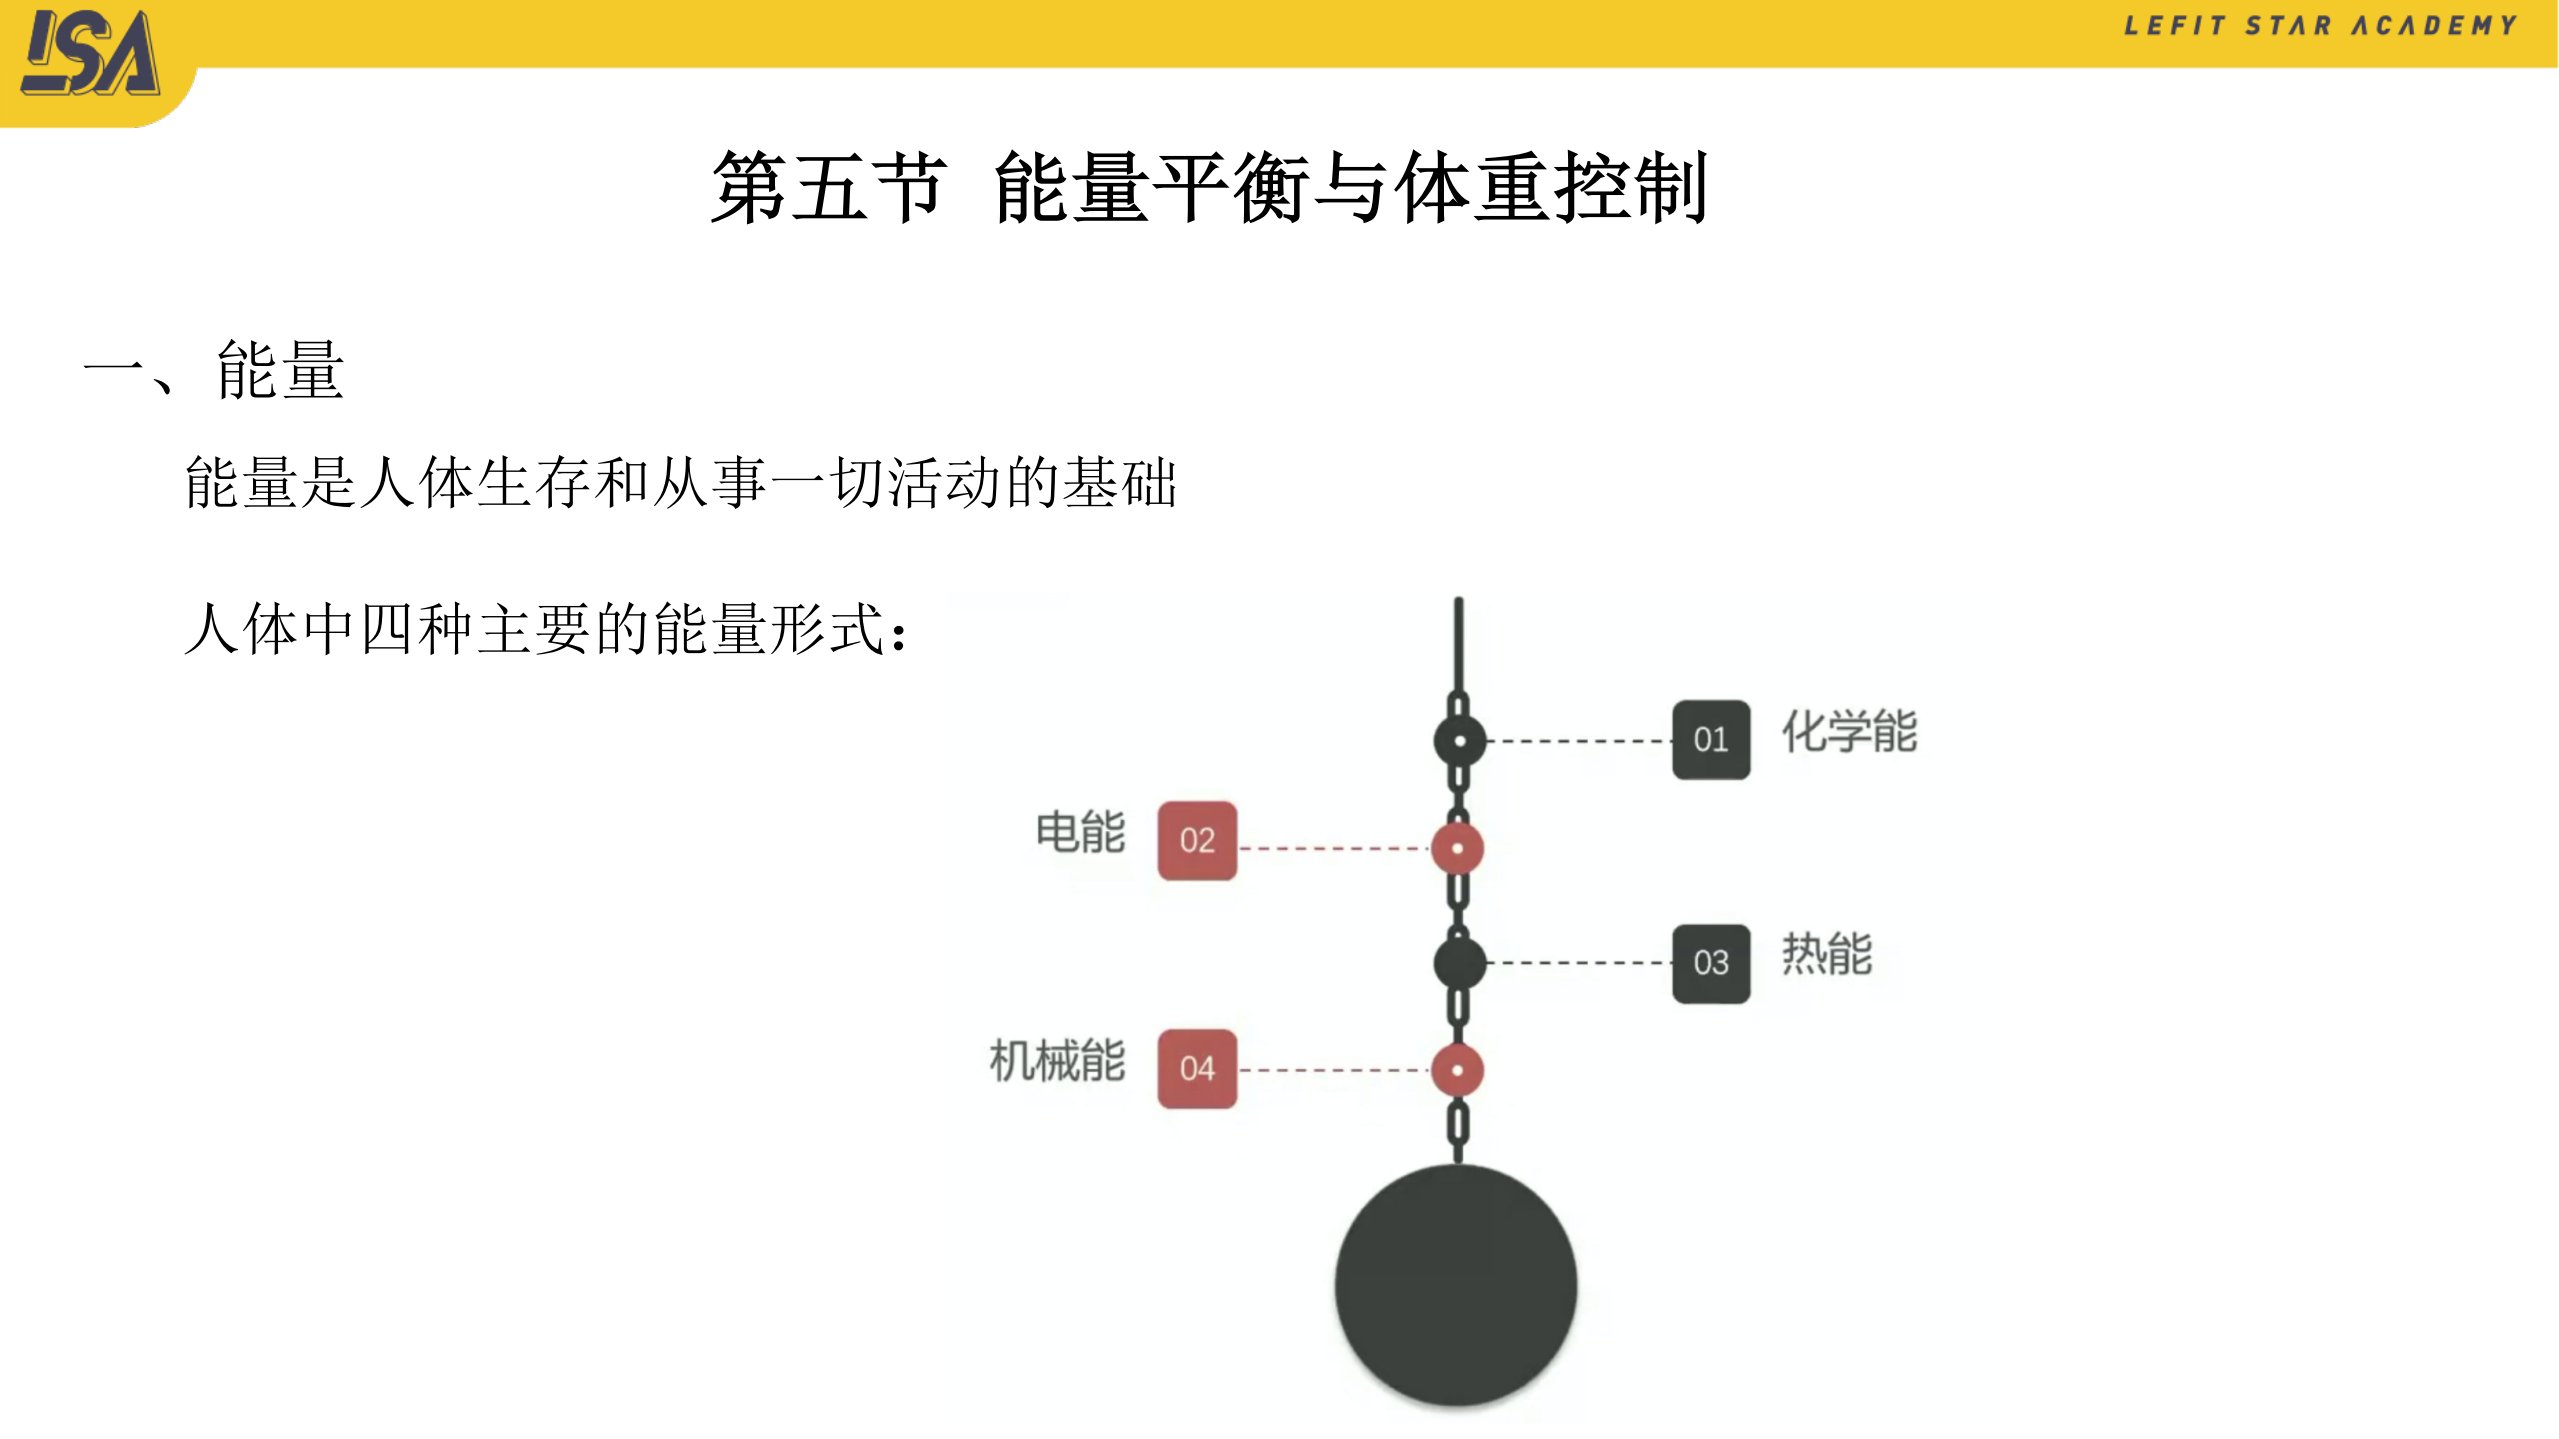 LSA
LEFIT STAR ACADEMY
第五节 能量平衡与体重控制
一、能量
能量是人体生存和从事一切活动的基础
人体中四种主要的能量形式：
01 化学能
电能 02
03 热能
机械能 04